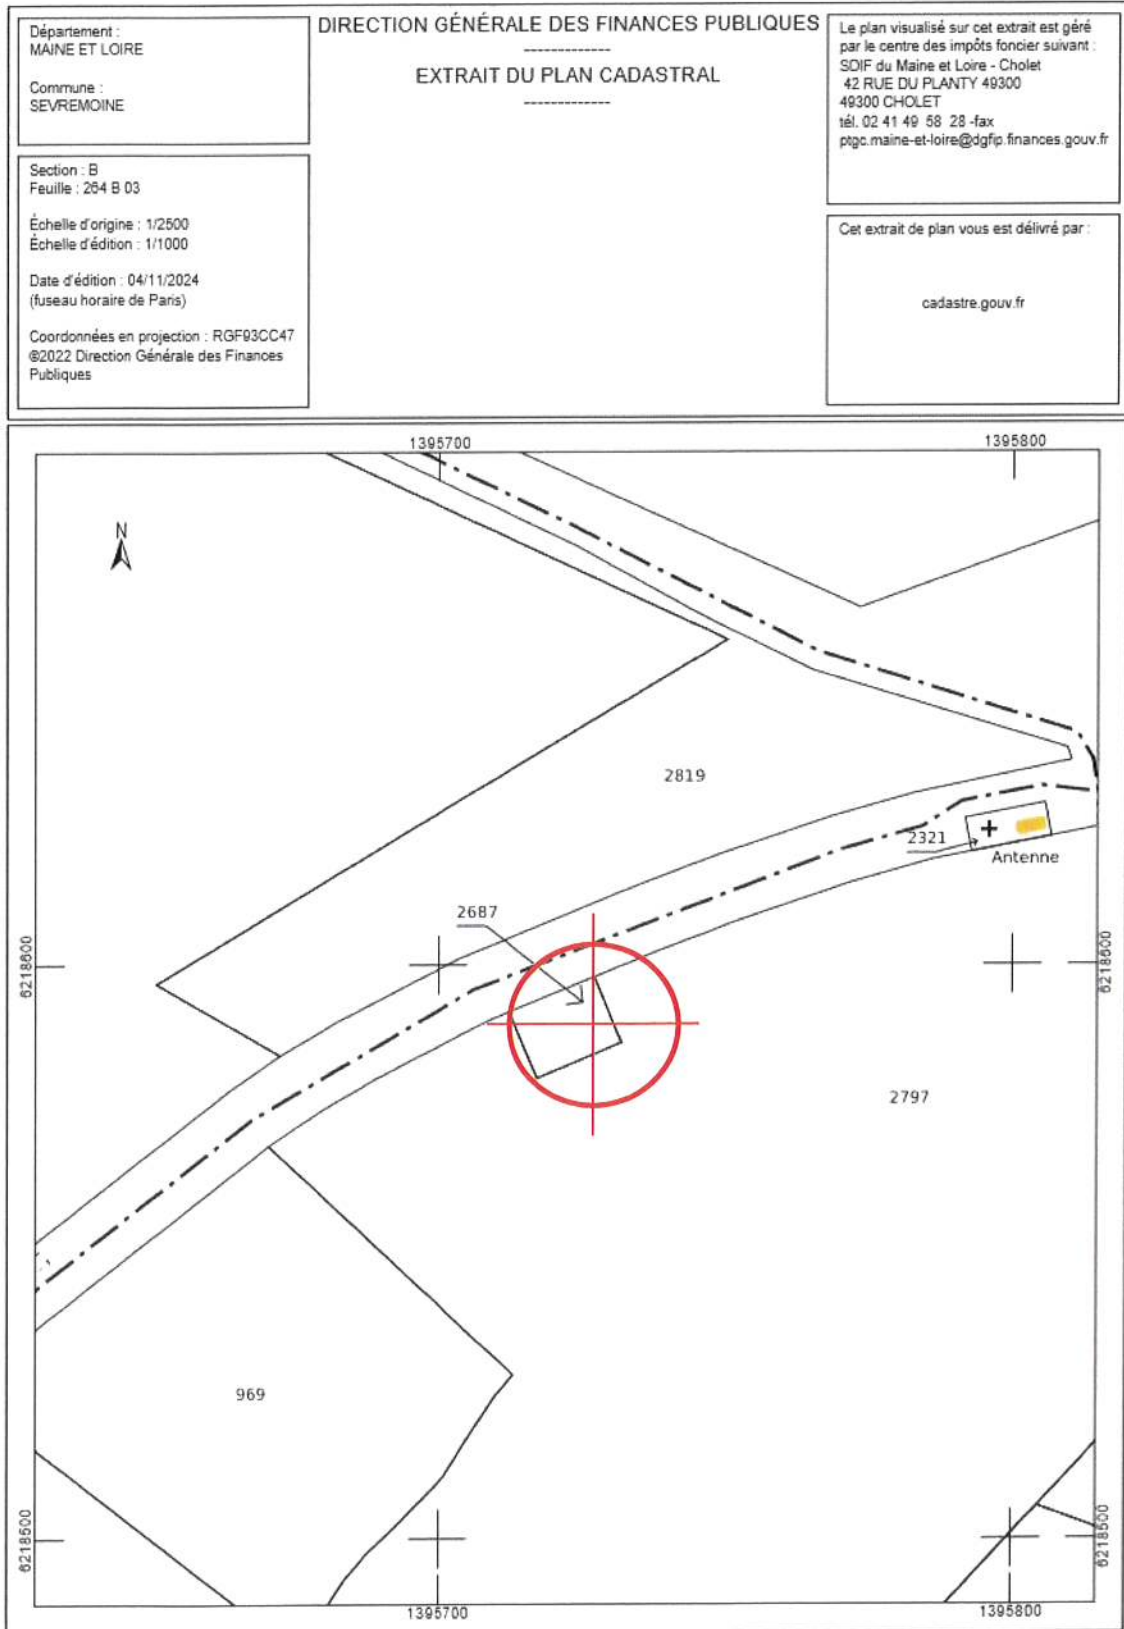 Département :
MAINE ET LOIRE
Commune :
SEVREMOINE
Section : B
Feuille : 264 B 03
Échelle d'origine : 1/2500
Échelle d'édition : 1/1000
Date d'édition : 04/11/2024
(fuseau horaire de Paris)
Coordonnées en projection : RGF93CC47
©2022 Direction Générale des Finances
Publiques
DIRECTION GÉNÉRALE DES FINANCES PUBLIQUES
-------------
EXTRAIT DU PLAN CADASTRAL
-------------
Le plan visualisé sur cet extrait est géré
par le centre des impôts foncier suivant :
SDIF du Maine et Loire - Cholet
42 RUE DU PLANTY 49300
49300 CHOLET
tél. 02 41 49 58 28 -fax
ptgc.maine-et-loire@dgfip.finances.gouv.fr
Cet extrait de plan vous est délivré par :
cadastre.gouv.fr
1395700
1395800
N
2819
2321
Antenne
2687
6218600
6218600
2797
969
6218500
6218500
1395700
1395800